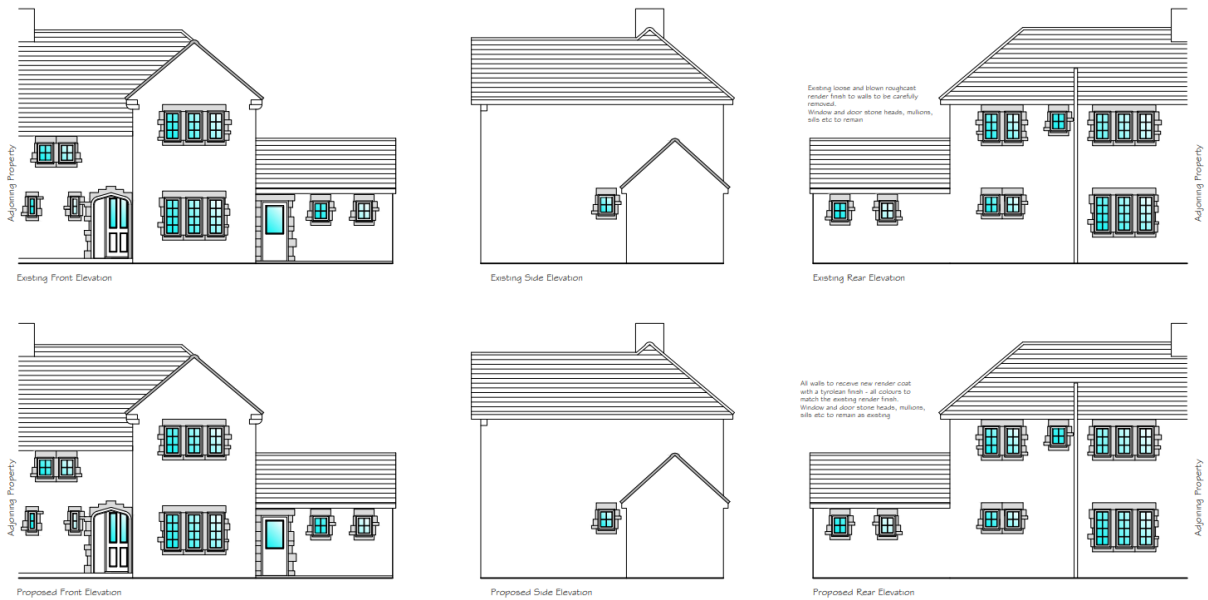 Existing loose and blown roughcast
render finish to walls to be carefully
removed.
Window and door stone heads, millions,
sills etc to remain
Adjoining Property
Adjoining Property
Existing Front Elevation
Existing Side Elevation
Existing Rear Elevation
All walls to receive new render coat
with a tyrolean finish - all colours to
match the existing render finish.
Window and door stone heads, millions,
sills etc to remain as existing
Adjoining Property
Adjoining Property
Proposed Front Elevation
Proposed Side Elevation
Proposed Rear Elevation